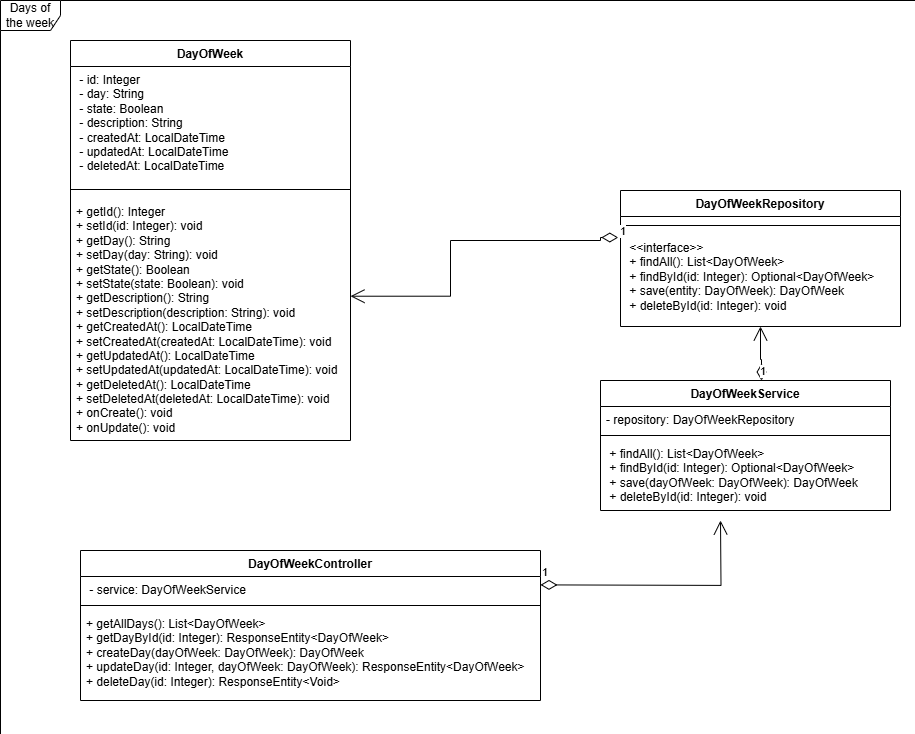 Days of
the week
DayOfWeek
- id: Integer
- day: String
- state: Boolean
- description: String
- createdAt: LocalDateTime
- updatedAt: LocalDateTime
- deletedAt: LocalDateTime
+ getId(): Integer
+ setId(id: Integer): void
+ getDay(): String
+ setDay(day: String): void
+ getState(): Boolean
+ setState(state: Boolean): void
+ getDescription(): String
+ setDescription(description: String): void
+ getCreatedAt(): LocalDateTime
+ setCreatedAt(createdAt: LocalDateTime): void
+ getUpdatedAt(): LocalDateTime
+ setUpdatedAt(updatedAt: LocalDateTime): void
+ getDeletedAt(): LocalDateTime
+ setDeletedAt(deletedAt: LocalDateTime): void
+ onCreate(): void
+ onUpdate(): void
DayOfWeekRepository
1
<<interface>>
+ findAll(): List<DayOfWeek>
+ findById(id: Integer): Optional<DayOfWeek>
+ save(entity: DayOfWeek): DayOfWeek
+ deleteById(id: Integer): void
1
DayOfWeekService
- repository: DayOfWeekRepository
+ findAll(): List<DayOfWeek>
+ findById(id: Integer): Optional<DayOfWeek>
+ save(dayOfWeek: DayOfWeek): DayOfWeek
+ deleteById(id: Integer): void
DayOfWeekController
1
- service: DayOfWeekService
+ getAllDays(): List<DayOfWeek>
+ getDayById(id: Integer): ResponseEntity<DayOfWeek>
+ createDay(dayOfWeek: DayOfWeek): DayOfWeek
+ updateDay(id: Integer, dayOfWeek: DayOfWeek): ResponseEntity<DayOfWeek>
+ deleteDay(id: Integer): ResponseEntity<Void>